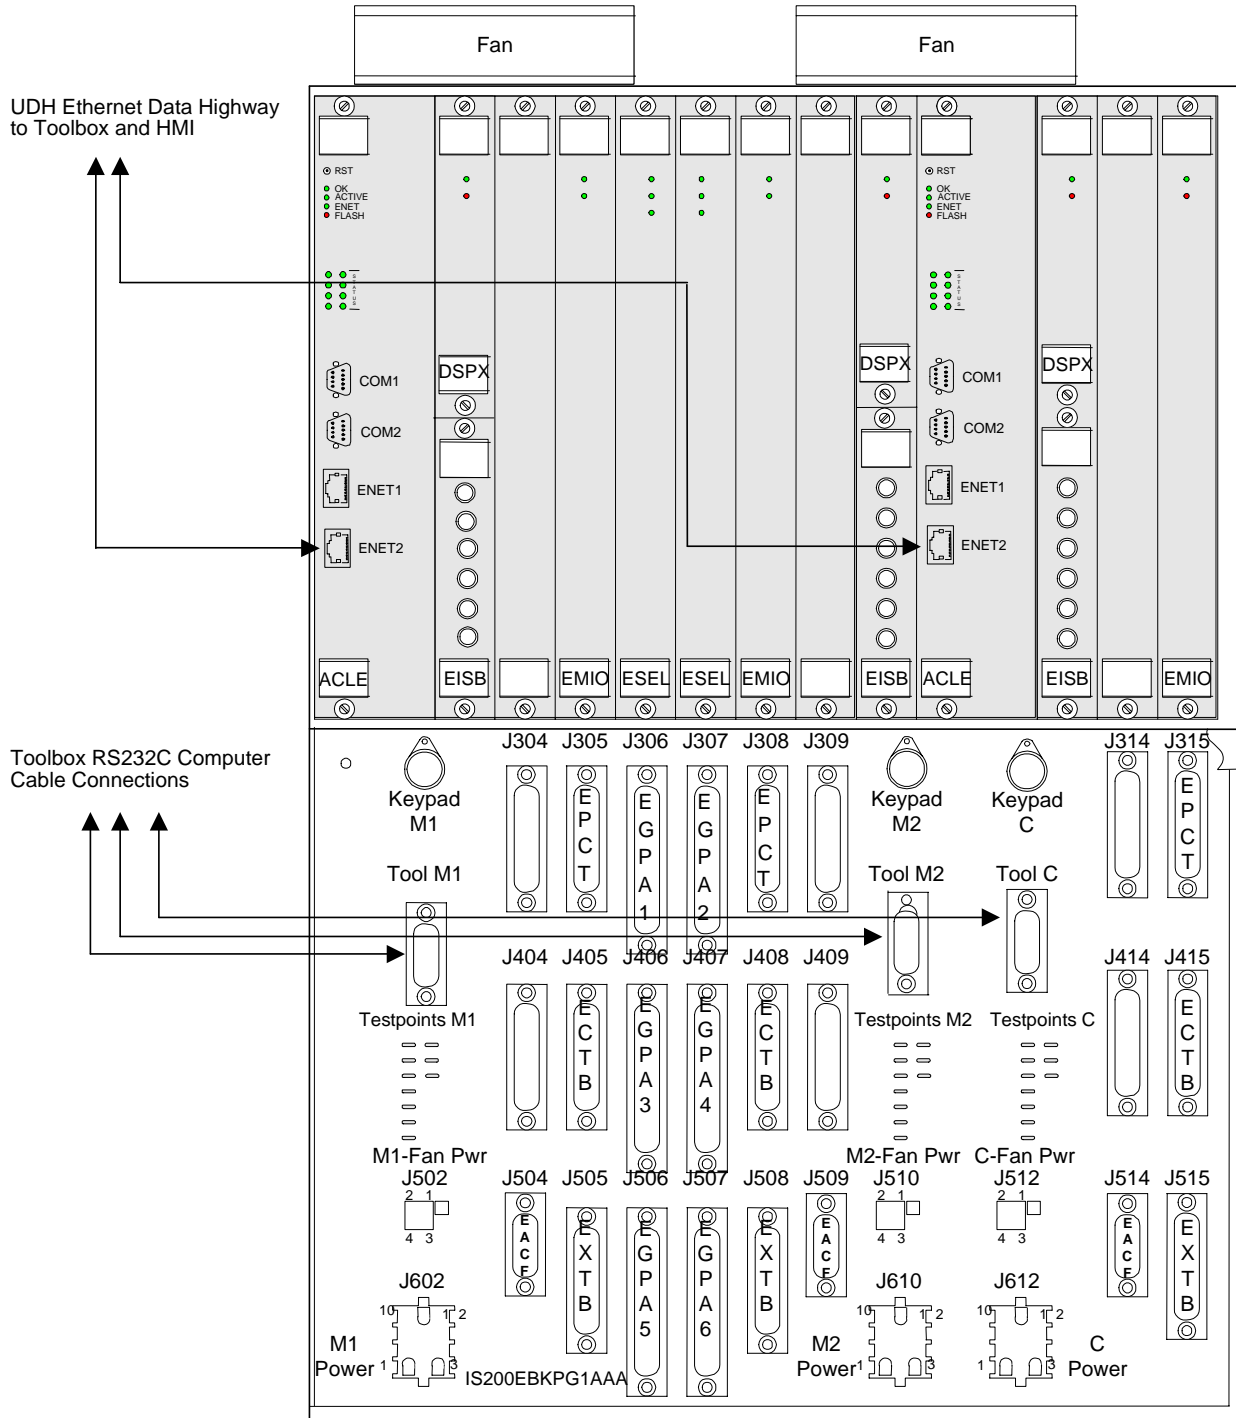 Fan Fan
UDH Ethernet Data Highway
to Toolbox and HMI
RST RST
OK OK
ACTIVE ACTIVE
ENET ENET
FLASH FLASH
STATUS STATUS
DSPX DSPX DSPX
COM1 COM1
COM2 COM2
ENET1 ENET1
ENET2 ENET2
ACLE EISB EMIO ESEL ESEL EMIO EISB ACLE EISB EMIO
J304 J305 J306 J307 J308 J309 J314 J315
Toolbox RS232C Computer
Cable Connections
Keypad
M1
Keypad
M2
Keypad
C
EPCT EGPA1 EGPA2 EPCT EPCT
Tool M1 Tool M2 Tool C
J404 J405 J406 J407 J408 J409 J414 J415
Testpoints M1 Testpoints M2 Testpoints C
ECTB EGPA3 EGPA4 ECTB ECTB
M1-Fan Pwr M2-Fan Pwr C-Fan Pwr
J502 J504 J505 J506 J507 J508 J509 J510 J512 J514 J515
2 1 2 1 2 1
4 3 4 3 4 3
EACF EXTB EGPA5 EGPA6 EXTB EACF EACF EXTB
J602 J610 J612
10 1 2 10 1 2 10 1 2
M1
Power
M2
Power
C
Power
1 3 1 3 1 3
IS200EBKPG1AAA